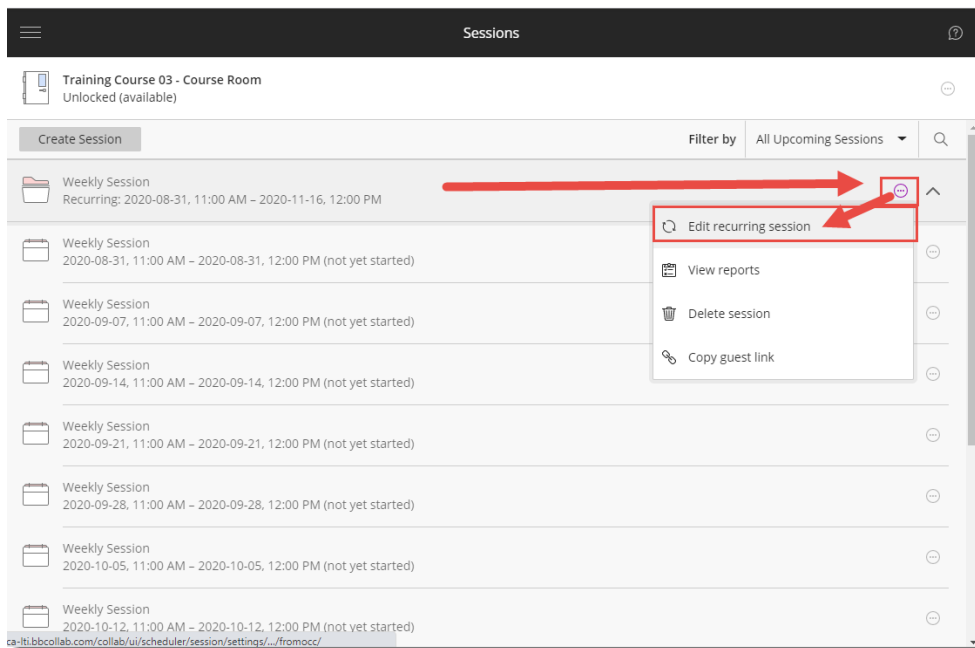 Sessions
Training Course 03 - Course Room
Unlocked (available)
Create Session
Filter by
All Upcoming Sessions
Weekly Session
Recurring: 2020-08-31, 11:00 AM – 2020-11-16, 12:00 PM
Edit recurring session
View reports
Delete session
Copy guest link
Weekly Session
2020-08-31, 11:00 AM – 2020-08-31, 12:00 PM (not yet started)
Weekly Session
2020-09-07, 11:00 AM – 2020-09-07, 12:00 PM (not yet started)
Weekly Session
2020-09-14, 11:00 AM – 2020-09-14, 12:00 PM (not yet started)
Weekly Session
2020-09-21, 11:00 AM – 2020-09-21, 12:00 PM (not yet started)
Weekly Session
2020-09-28, 11:00 AM – 2020-09-28, 12:00 PM (not yet started)
Weekly Session
2020-10-05, 11:00 AM – 2020-10-05, 12:00 PM (not yet started)
Weekly Session
2020-10-12, 11:00 AM – 2020-10-12, 12:00 PM (not yet started)
ca-lti.bbcollab.com/collab/ui/scheduler/session/settings/.../fromocc/